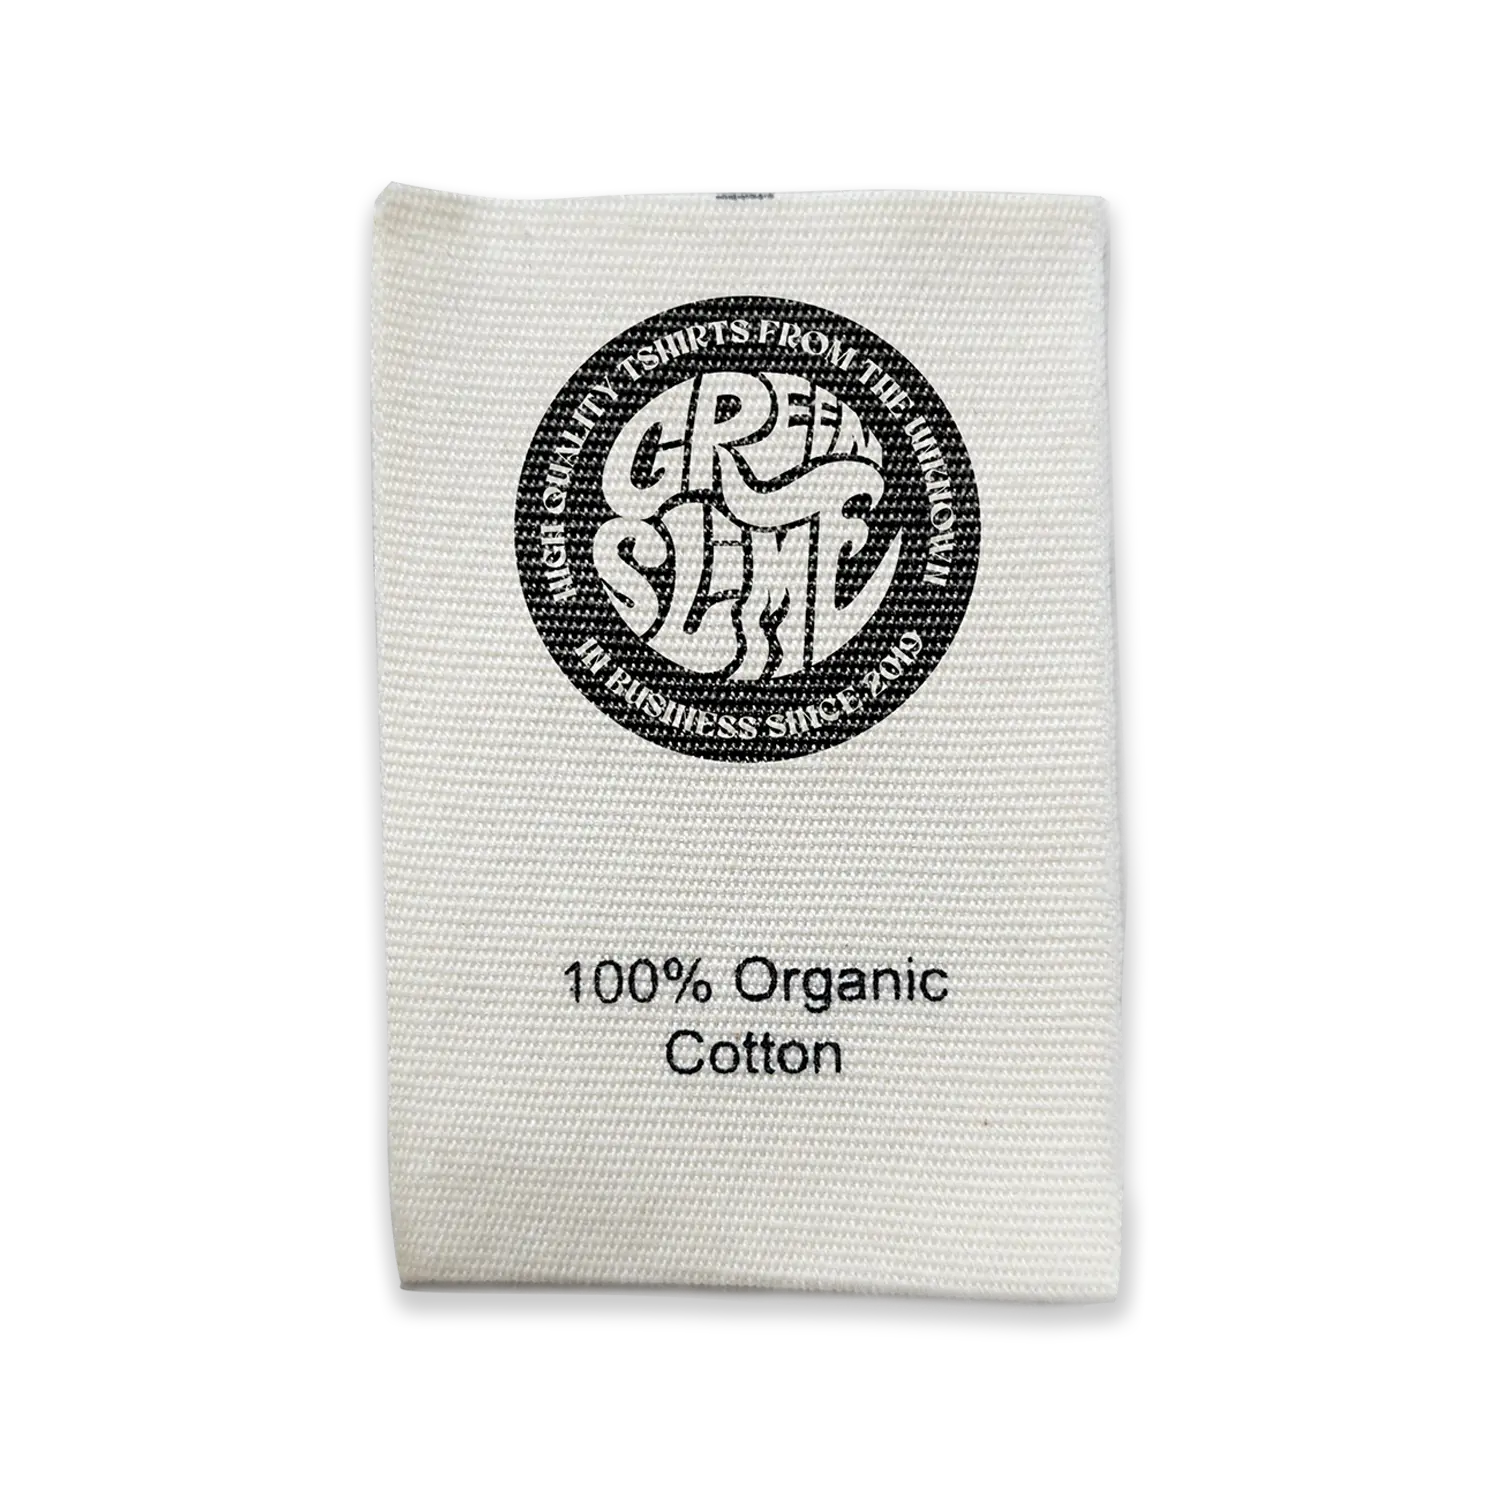 HIGH QUALITY TSHIRTS FROM THE UNKNOWN
GREEN
SLIME
IN BUSINESS SINCE 2019
100% Organic
Cotton